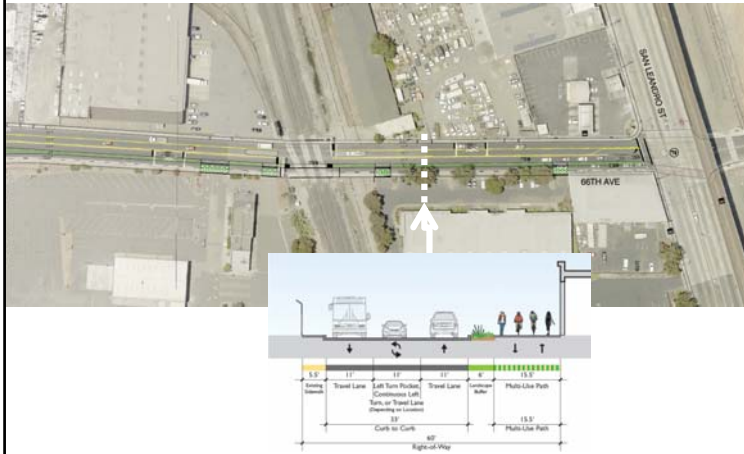 SAN LEANDRO ST
66TH AVE
5.5' 11' 11' 11' 6' 15.5'
Existing Sidewalk
Travel Lane
Left Turn Pocket, Continuous Left Turn, or Travel Lane
(Depending on Location)
Travel Lane
Landscape Buffer
Multi-Use Path
33'
Curb to Curb
15.5'
Multi-Use Path
60'
Right-of-Way